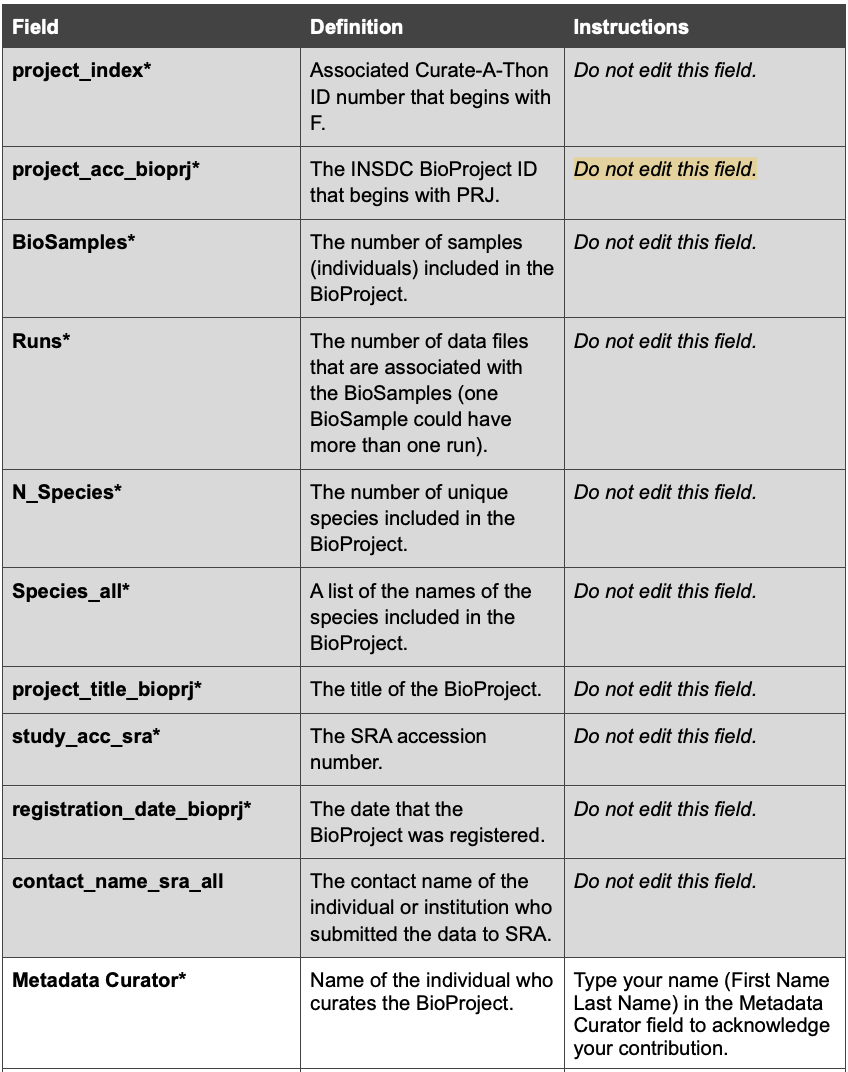 Field Definition Instructions
project_index* Associated Curate-A-Thon Do not edit this field.
ID number that begins with
F.
project_acc_bioprj* The INSDC BioProject ID Do not edit this field.
that begins with PRJ.
BioSamples* The number of samples Do not edit this field.
(individuals) included in the
BioProject.
Runs* The number of data files Do not edit this field.
that are associated with
the BioSamples (one
BioSample could have
more than one run).
N_Species* The number of unique Do not edit this field.
species included in the
BioProject.
Species_all* A list of the names of the Do not edit this field.
species included in the
BioProject.
project_title_bioprj* The title of the BioProject. Do not edit this field.
study_acc_sra* The SRA accession Do not edit this field.
number.
registration_date_bioprj* The date that the Do not edit this field.
BioProject was registered.
contact_name_sra_all The contact name of the Do not edit this field.
individual or institution who
submitted the data to SRA.
Metadata Curator* Name of the individual who Type your name (First Name
curates the BioProject. Last Name) in the Metadata
Curator field to acknowledge
your contribution.